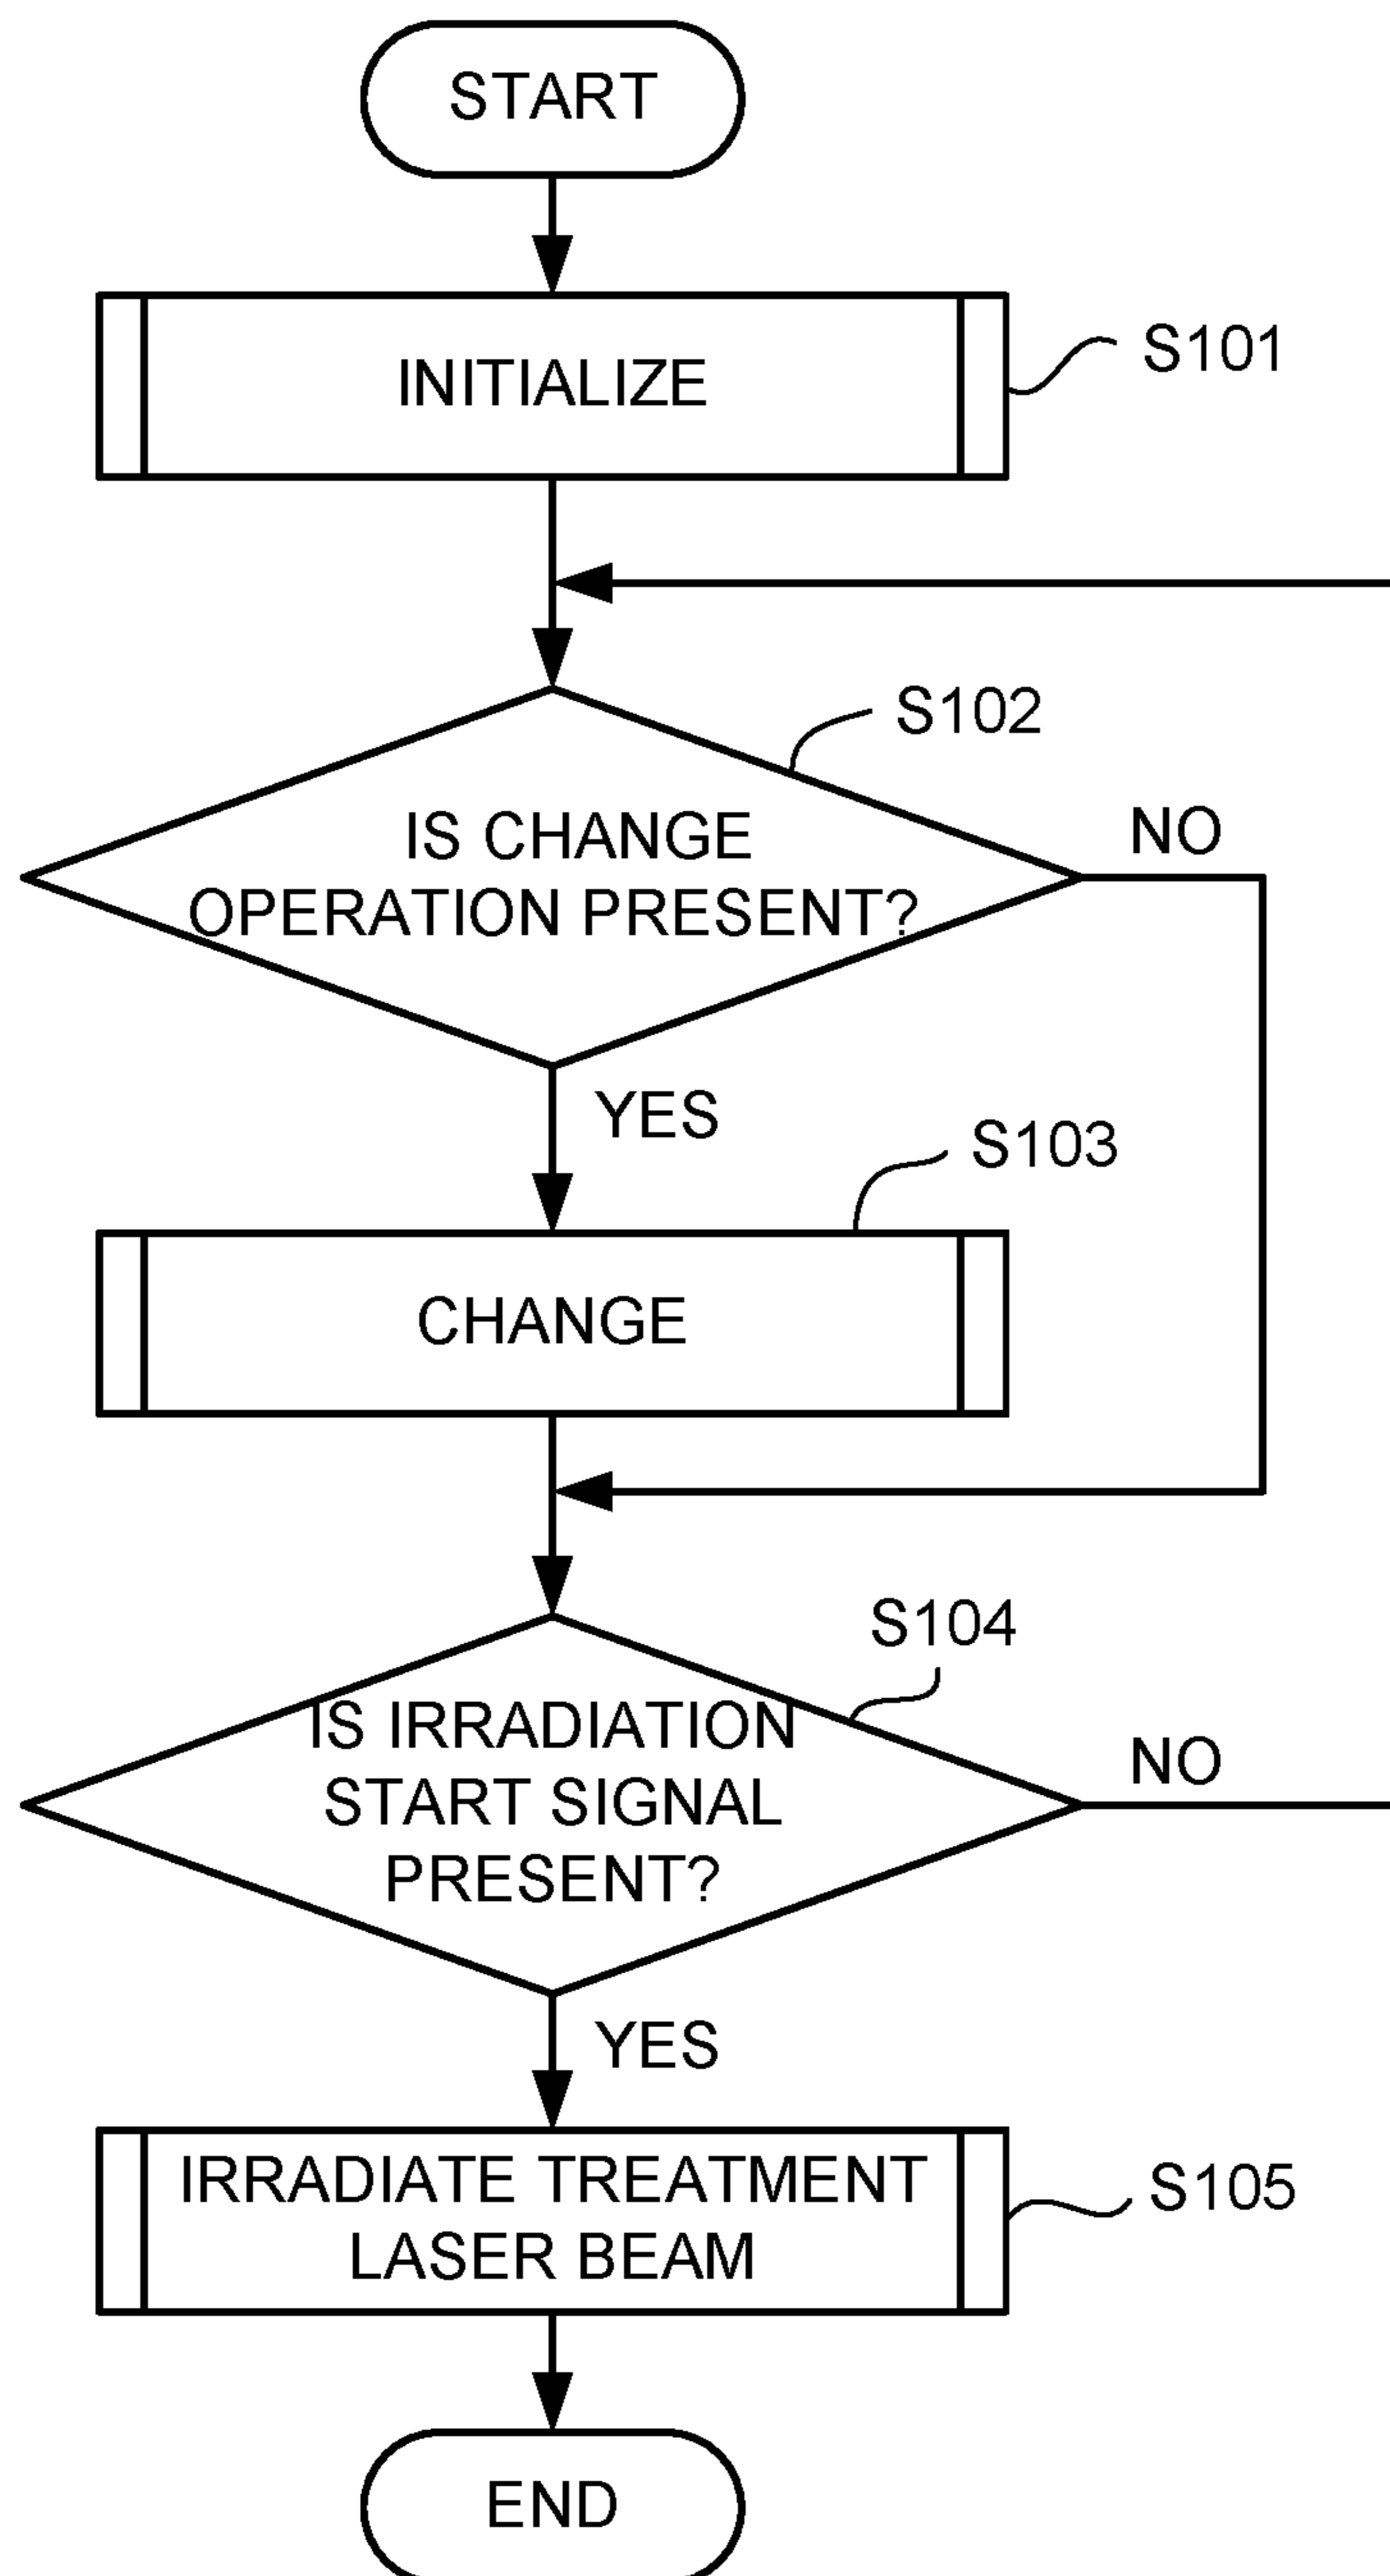 START
INITIALIZE
S101
S102
IS CHANGE
OPERATION PRESENT?
NO
YES
S103
CHANGE
S104
IS IRRADIATION
START SIGNAL
PRESENT?
NO
YES
IRRADIATE TREATMENT
LASER BEAM
S105
END